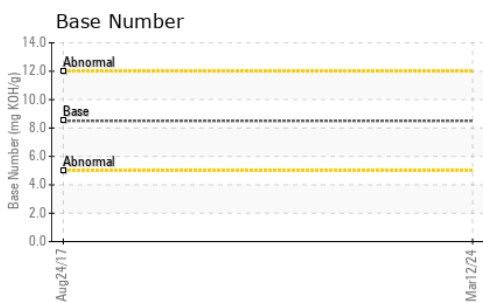 Base Number
14.0
Abnormal
12.0
10.0
Base
8.0
Abnormal
6.0
4.0
2.0
0.0
Base Number (mg KOH/g)
Aug24/17
Mar12/24